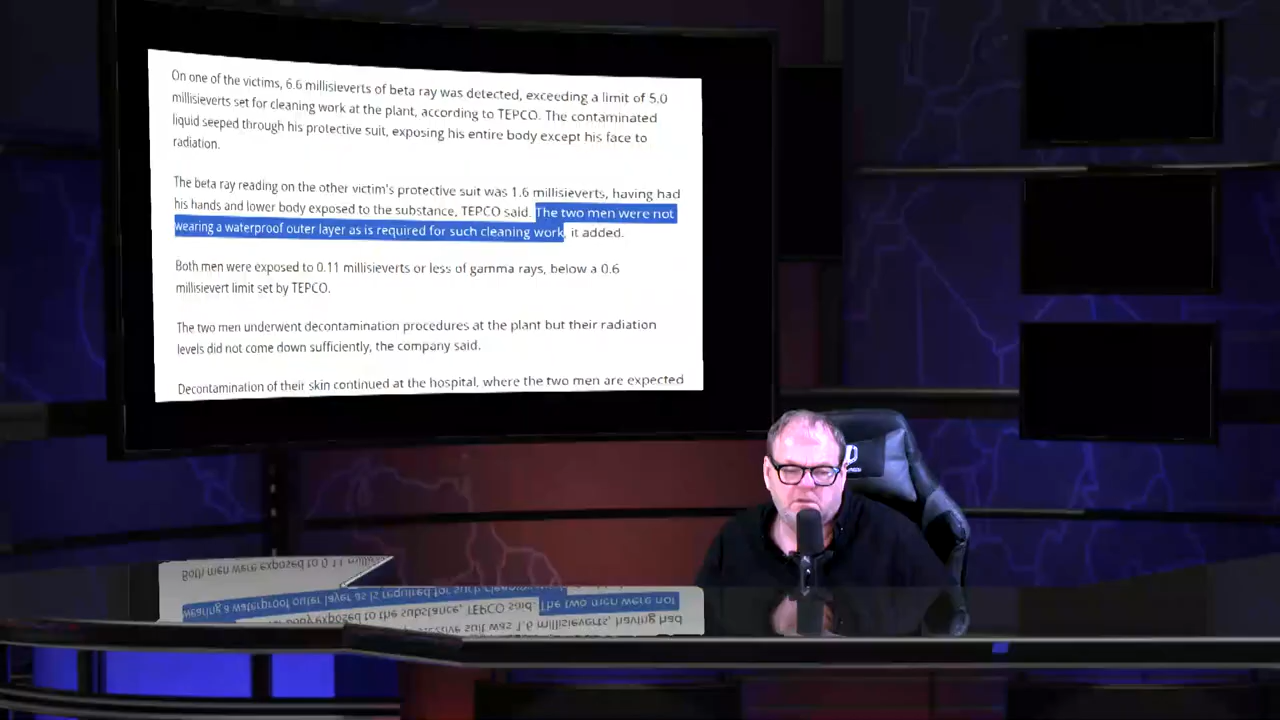 On one of the victims, 6.6 millisieverts of beta ray was detected, exceeding a limit of 5.0
millisieverts set for cleaning work at the plant, according to TEPCO. The contaminated
liquid seeped through his protective suit, exposing his entire body except his face to
radiation.
The beta ray reading on the other victim's protective suit was 1.6 millisieverts, having had
his hands and lower body exposed to the substance, TEPCO said. The two men were not
wearing a waterproof outer layer as is required for such cleaning work, it added.
Both men were exposed to 0.11 millisieverts or less of gamma rays, below a 0.6
millisievert limit set by TEPCO.
The two men underwent decontamination procedures at the plant but their radiation
levels did not come down sufficiently, the company said.
Decontamination of their skin continued at the hospital, where the two men are expected